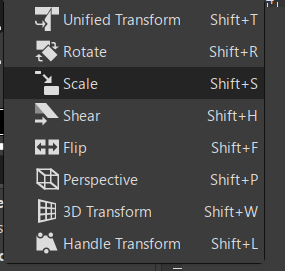 Unified Transform Shift+T
Rotate Shift+R
Scale Shift+S
Shear Shift+H
Flip Shift+F
Perspective Shift+P
3D Transform Shift+W
Handle Transform Shift+L